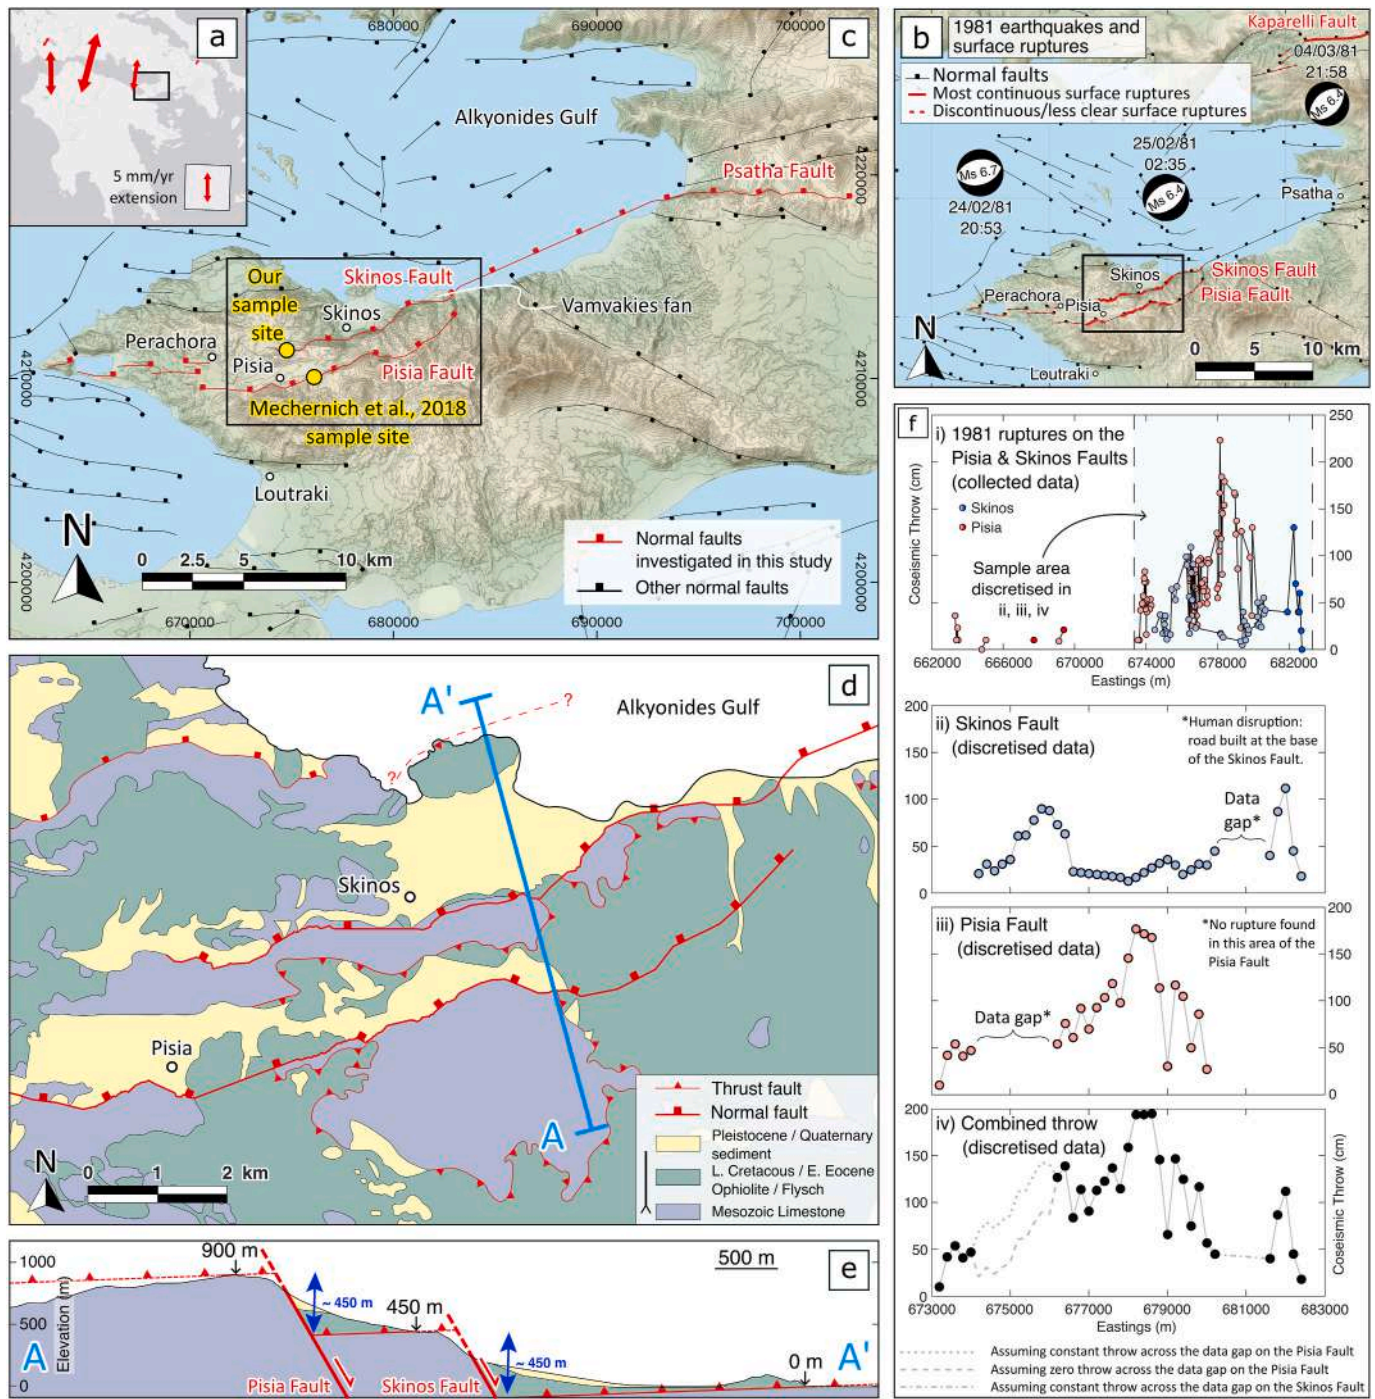 a
5 mm/yr
extension
680000
690000
700000
c
Alkyonides Gulf
Psatha Fault
4220000
Our
sample
site
Skinos Fault
Skinos
Vamvakies fan
Perachora
Pisia
Pisia Fault
4210000
4210000
Mechernich et al., 2018
sample site
Loutraki
N
0 2.5 5 10 km
Normal faults
investigated in this study
Other normal faults
4200000
4200000
670000
680000
690000
700000
b
1981 earthquakes and
surface ruptures
Kaparelli Fault
04/03/81
21:58
Ms 6.4
Normal faults
Most continuous surface ruptures
Discontinuous/less clear surface ruptures
25/02/81
02:35
Ms 6.4
Ms 6.7
24/02/81
20:53
Psatha
Skinos
Skinos Fault
Perachora
Pisia
Pisia Fault
N
0 5 10 km
Loutraki
d
A'
?
?
Alkyonides Gulf
Skinos
Pisia
A
N
0 1 2 km
Thrust fault
Normal fault
Pleistocene / Quaternary
sediment
L. Cretacous / E. Eocene
Ophiolite / Flysch
Mesozoic Limestone
e
1000
500
0
Elevation (m)
900 m
450 m
0 m
500 m
~ 450 m
~ 450 m
A
A'
Pisia Fault
Skinos Fault
f
i) 1981 ruptures on the
Pisia & Skinos Faults
(collected data)
Skinos
Pisia
Sample area
discretised in
ii, iii, iv
250
200
150
100
50
0
Coseismic Throw (cm)
662000 666000 670000 674000 678000 682000
Eastings (m)
ii) Skinos Fault
(discretised data)
*Human disruption:
road built at the base
of the Skinos Fault.
Data
gap*
200
150
100
50
0
iii) Pisia Fault
(discretised data)
*No rupture found
in this area of the
Pisia Fault
Data gap*
200
150
100
50
0
iv) Combined throw
(discretised data)
200
150
100
50
0
Coseismic Throw (cm)
673000 675000 677000 679000 681000 683000
Eastings (m)
Assuming constant throw across the data gap on the Pisia Fault
Assuming zero throw across the data gap on the Pisia Fault
Assuming constant throw across the data gap on the Skinos Fault